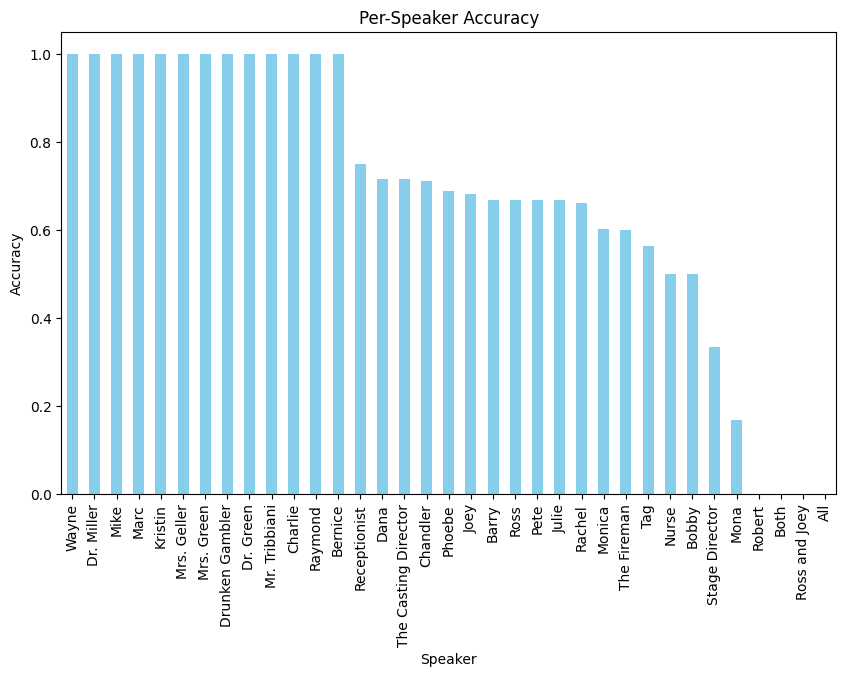 Per-Speaker Accuracy
Accuracy
1.0
0.8
0.6
0.4
0.2
0.0
Wayne
Dr. Miller
Mike
Marc
Kristin
Mrs. Geller
Mrs. Green
Drunken Gambler
Dr. Green
Mr. Tribbiani
Charlie
Raymond
Bernice
Receptionist
Dana
The Casting Director
Chandler
Phoebe
Joey
Barry
Ross
Pete
Julie
Rachel
Monica
The Fireman
Tag
Nurse
Bobby
Stage Director
Mona
Robert
Both
Ross and Joey
All
Speaker